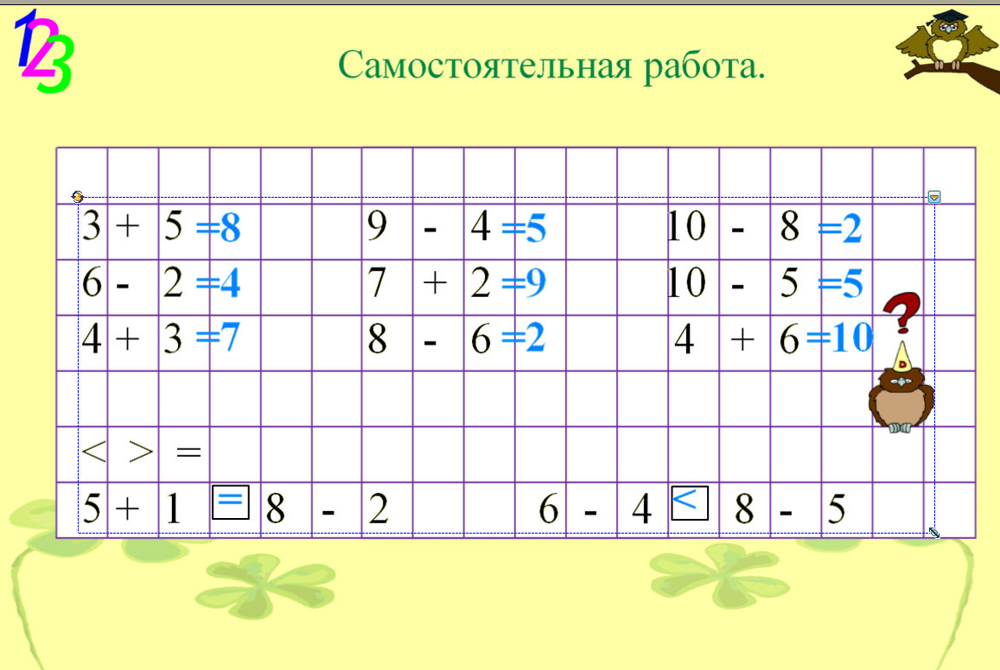 123
Самостоятельная работа.
3 + 5 =8 9 - 4 =5 10 - 8 =2
6 - 2 =4 7 + 2 =9 10 - 5 =5
?
4 + 3 =7 8 - 6 =2 4 + 6 =10
D
< > =
5 + 1 = 8 - 2 6 - 4 < 8 - 5